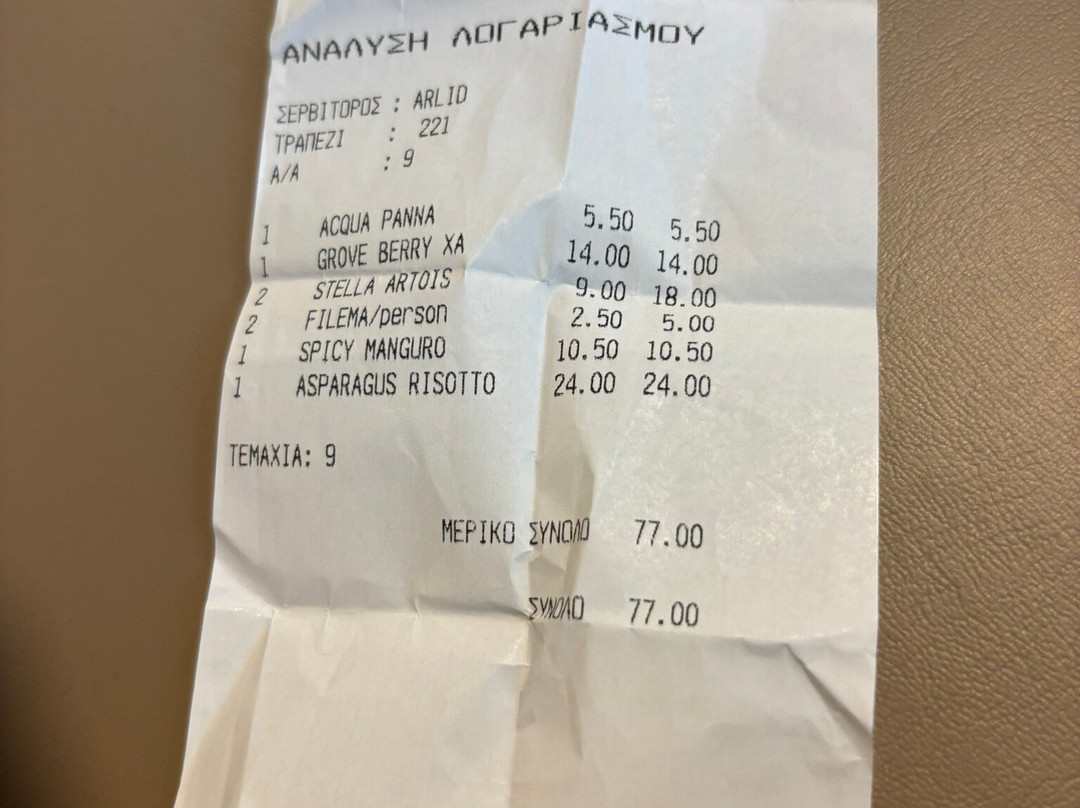 ΑΝΑΛΥΣΗ ΛΟΓΑΡΙΑΣΜΟΥ
ΣΕΡΒΙΤΟΡΟΣ : ARLID
ΤΡΑΠΕΖΙ : 221
Α/Α : 9
1 ACQUA PANNA 5.50 5.50
1 GROVE BERRY XA 14.00 14.00
2 STELLA ARTOIS 9.00 18.00
2 FILEMA/person 2.50 5.00
1 SPICY MANGURO 10.50 10.50
1 ASPARAGUS RISOTTO 24.00 24.00
ΤΕΜΑΧΙΑ: 9
ΜΕΡΙΚΟ ΣΥΝΟΛΟ 77.00
ΣΥΝΟΛΟ 77.00